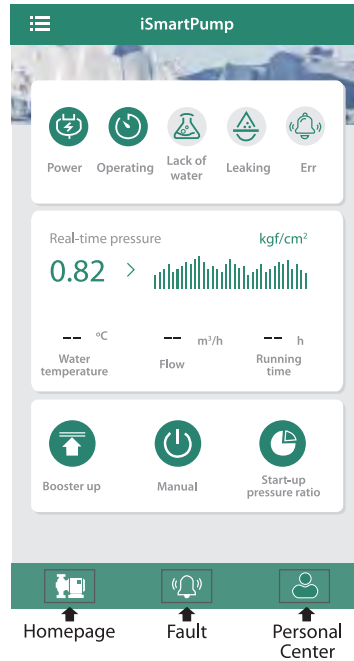 iSmartPump
Power
Operating
Lack of
water
Leaking
Err
Real-time pressure
kgf/cm²
0.82 >
-- ºC
Water
temperature
-- m³/h
Flow
-- h
Running
time
Booster up
Manual
Start-up
pressure ratio
Homepage
Fault
Personal
Center